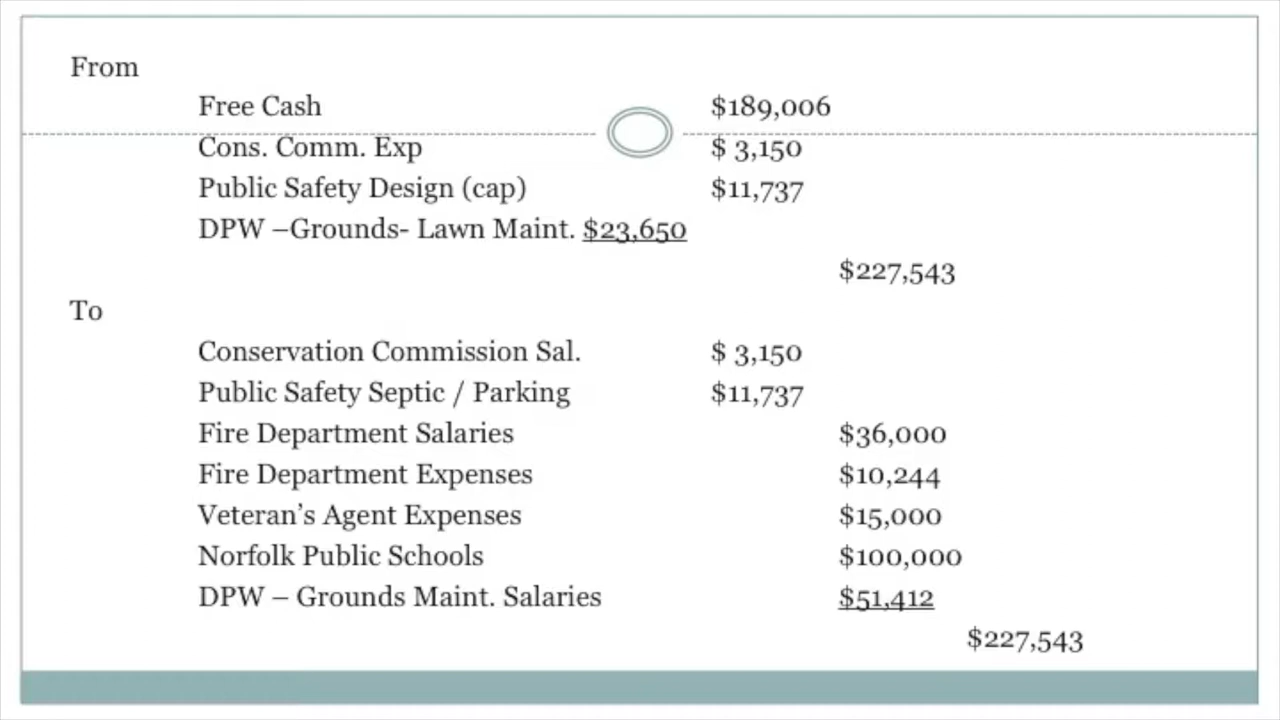 From
Free Cash $189,006
Cons. Comm. Exp $ 3,150
Public Safety Design (cap) $11,737
DPW –Grounds- Lawn Maint. $23,650
$227,543
To
Conservation Commission Sal. $ 3,150
Public Safety Septic / Parking $11,737
Fire Department Salaries $36,000
Fire Department Expenses $10,244
Veteran’s Agent Expenses $15,000
Norfolk Public Schools $100,000
DPW – Grounds Maint. Salaries $51,412
$227,543